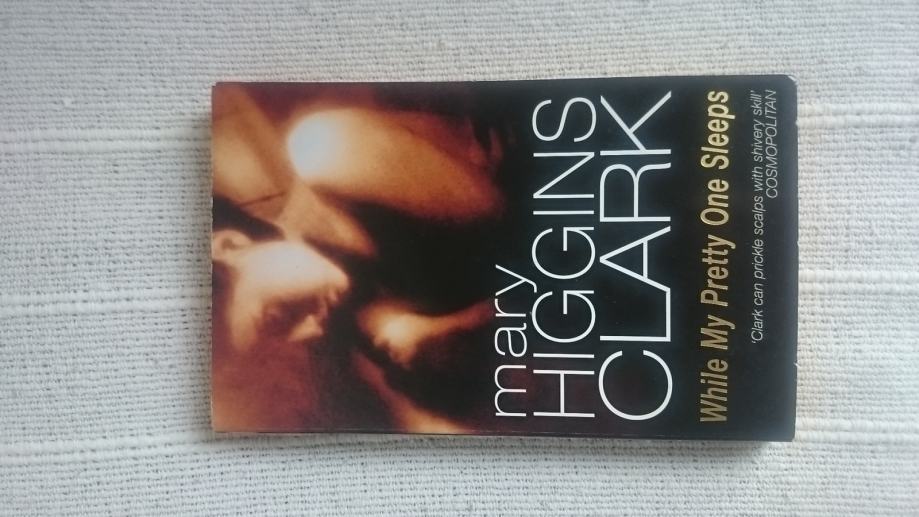 mary
HIGGINS
CLARK
While My Pretty One Sleeps
'Clark can prickle scalps with shivery skill'
COSMOPOLITAN